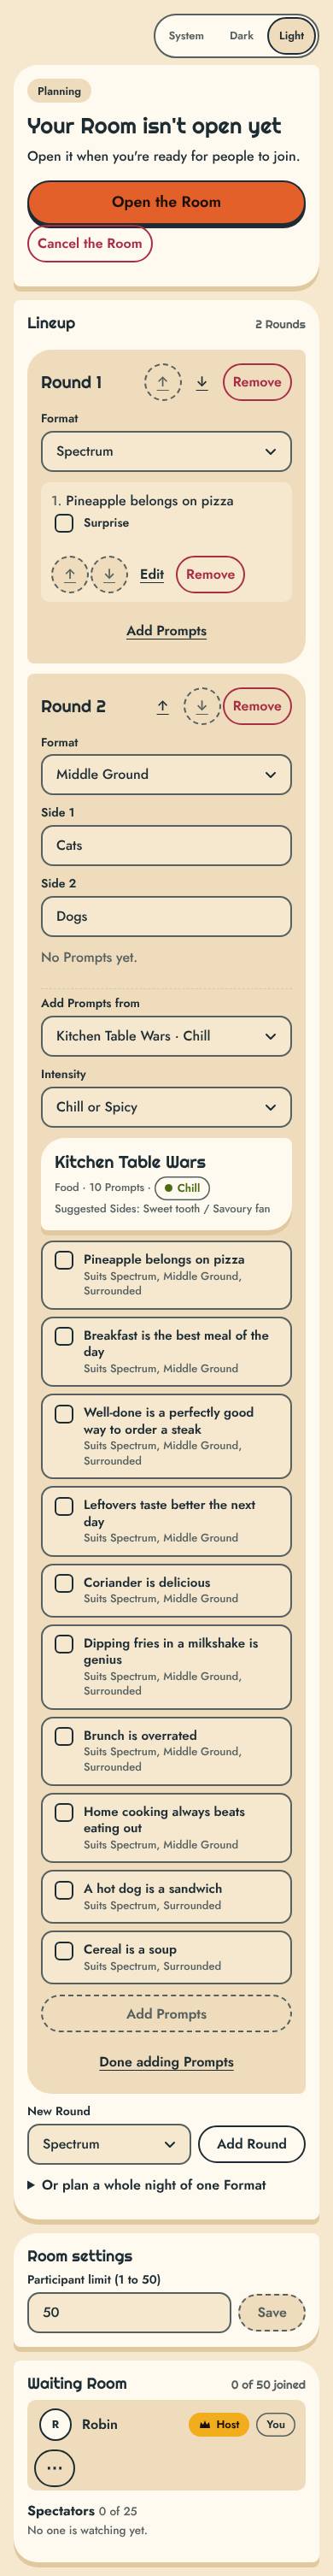 System Dark Light
Planning
Your Room isn't open yet
Open it when you're ready for people to join.
Open the Room
Cancel the Room
Lineup 2 Rounds
Round 1 ↑ ↓ Remove
Format
Spectrum
1. Pineapple belongs on pizza
Surprise
↑ ↓ Edit Remove
Add Prompts
Round 2 ↑ ↓ Remove
Format
Middle Ground
Side 1
Cats
Side 2
Dogs
No Prompts yet.
Add Prompts from
Kitchen Table Wars · Chill
Intensity
Chill or Spicy
Kitchen Table Wars
Food · 10 Prompts · Chill
Suggested Sides: Sweet tooth / Savoury fan
Pineapple belongs on pizza
Suits Spectrum, Middle Ground,
Surrounded
Breakfast is the best meal of the
day
Suits Spectrum, Middle Ground
Well-done is a perfectly good
way to order a steak
Suits Spectrum, Middle Ground,
Surrounded
Leftovers taste better the next
day
Suits Spectrum, Middle Ground
Coriander is delicious
Suits Spectrum, Middle Ground
Dipping fries in a milkshake is
genius
Suits Spectrum, Middle Ground,
Surrounded
Brunch is overrated
Suits Spectrum, Middle Ground,
Surrounded
Home cooking always beats
eating out
Suits Spectrum, Middle Ground
A hot dog is a sandwich
Suits Spectrum, Surrounded
Cereal is a soup
Suits Spectrum, Surrounded
Add Prompts
Done adding Prompts
New Round
Spectrum Add Round
Or plan a whole night of one Format
Room settings
Participant limit (1 to 50)
50 Save
Waiting Room 0 of 50 joined
R Robin Host You
...
Spectators 0 of 25
No one is watching yet.